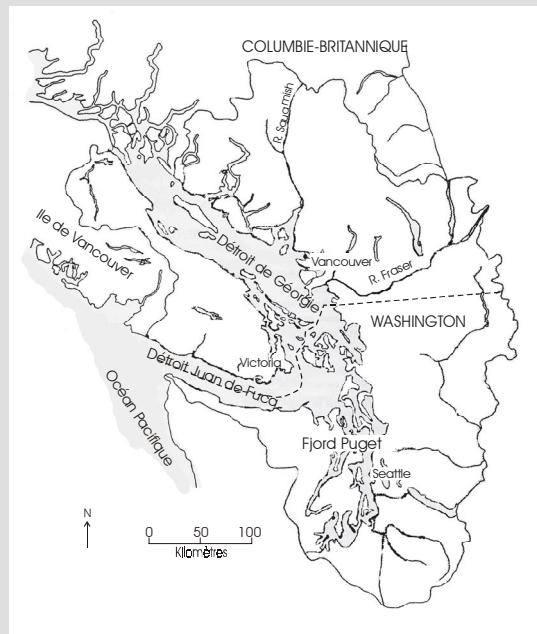 COLUMBIE-BRITANNIQUE
R. Squamish
Ile de Vancouver
Détroit de Géorgie
Vancouver
R. Fraser
WASHINGTON
Victoria
Détroit Juan de Fuca
Océan Pacifique
Fjord Puget
Seattle
N
0 50 100
Kilomètres